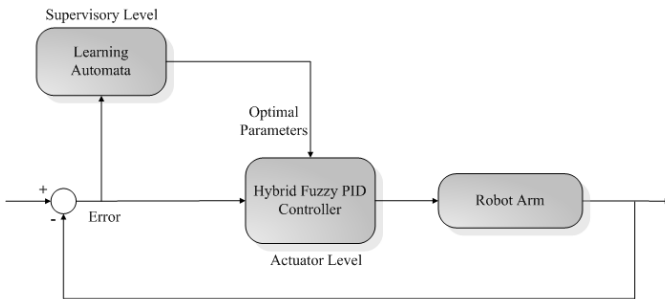 Supervisory Level
Learning
Automata
Optimal
Parameters
+
-
Error
Hybrid Fuzzy PID
Controller
Robot Arm
Actuator Level